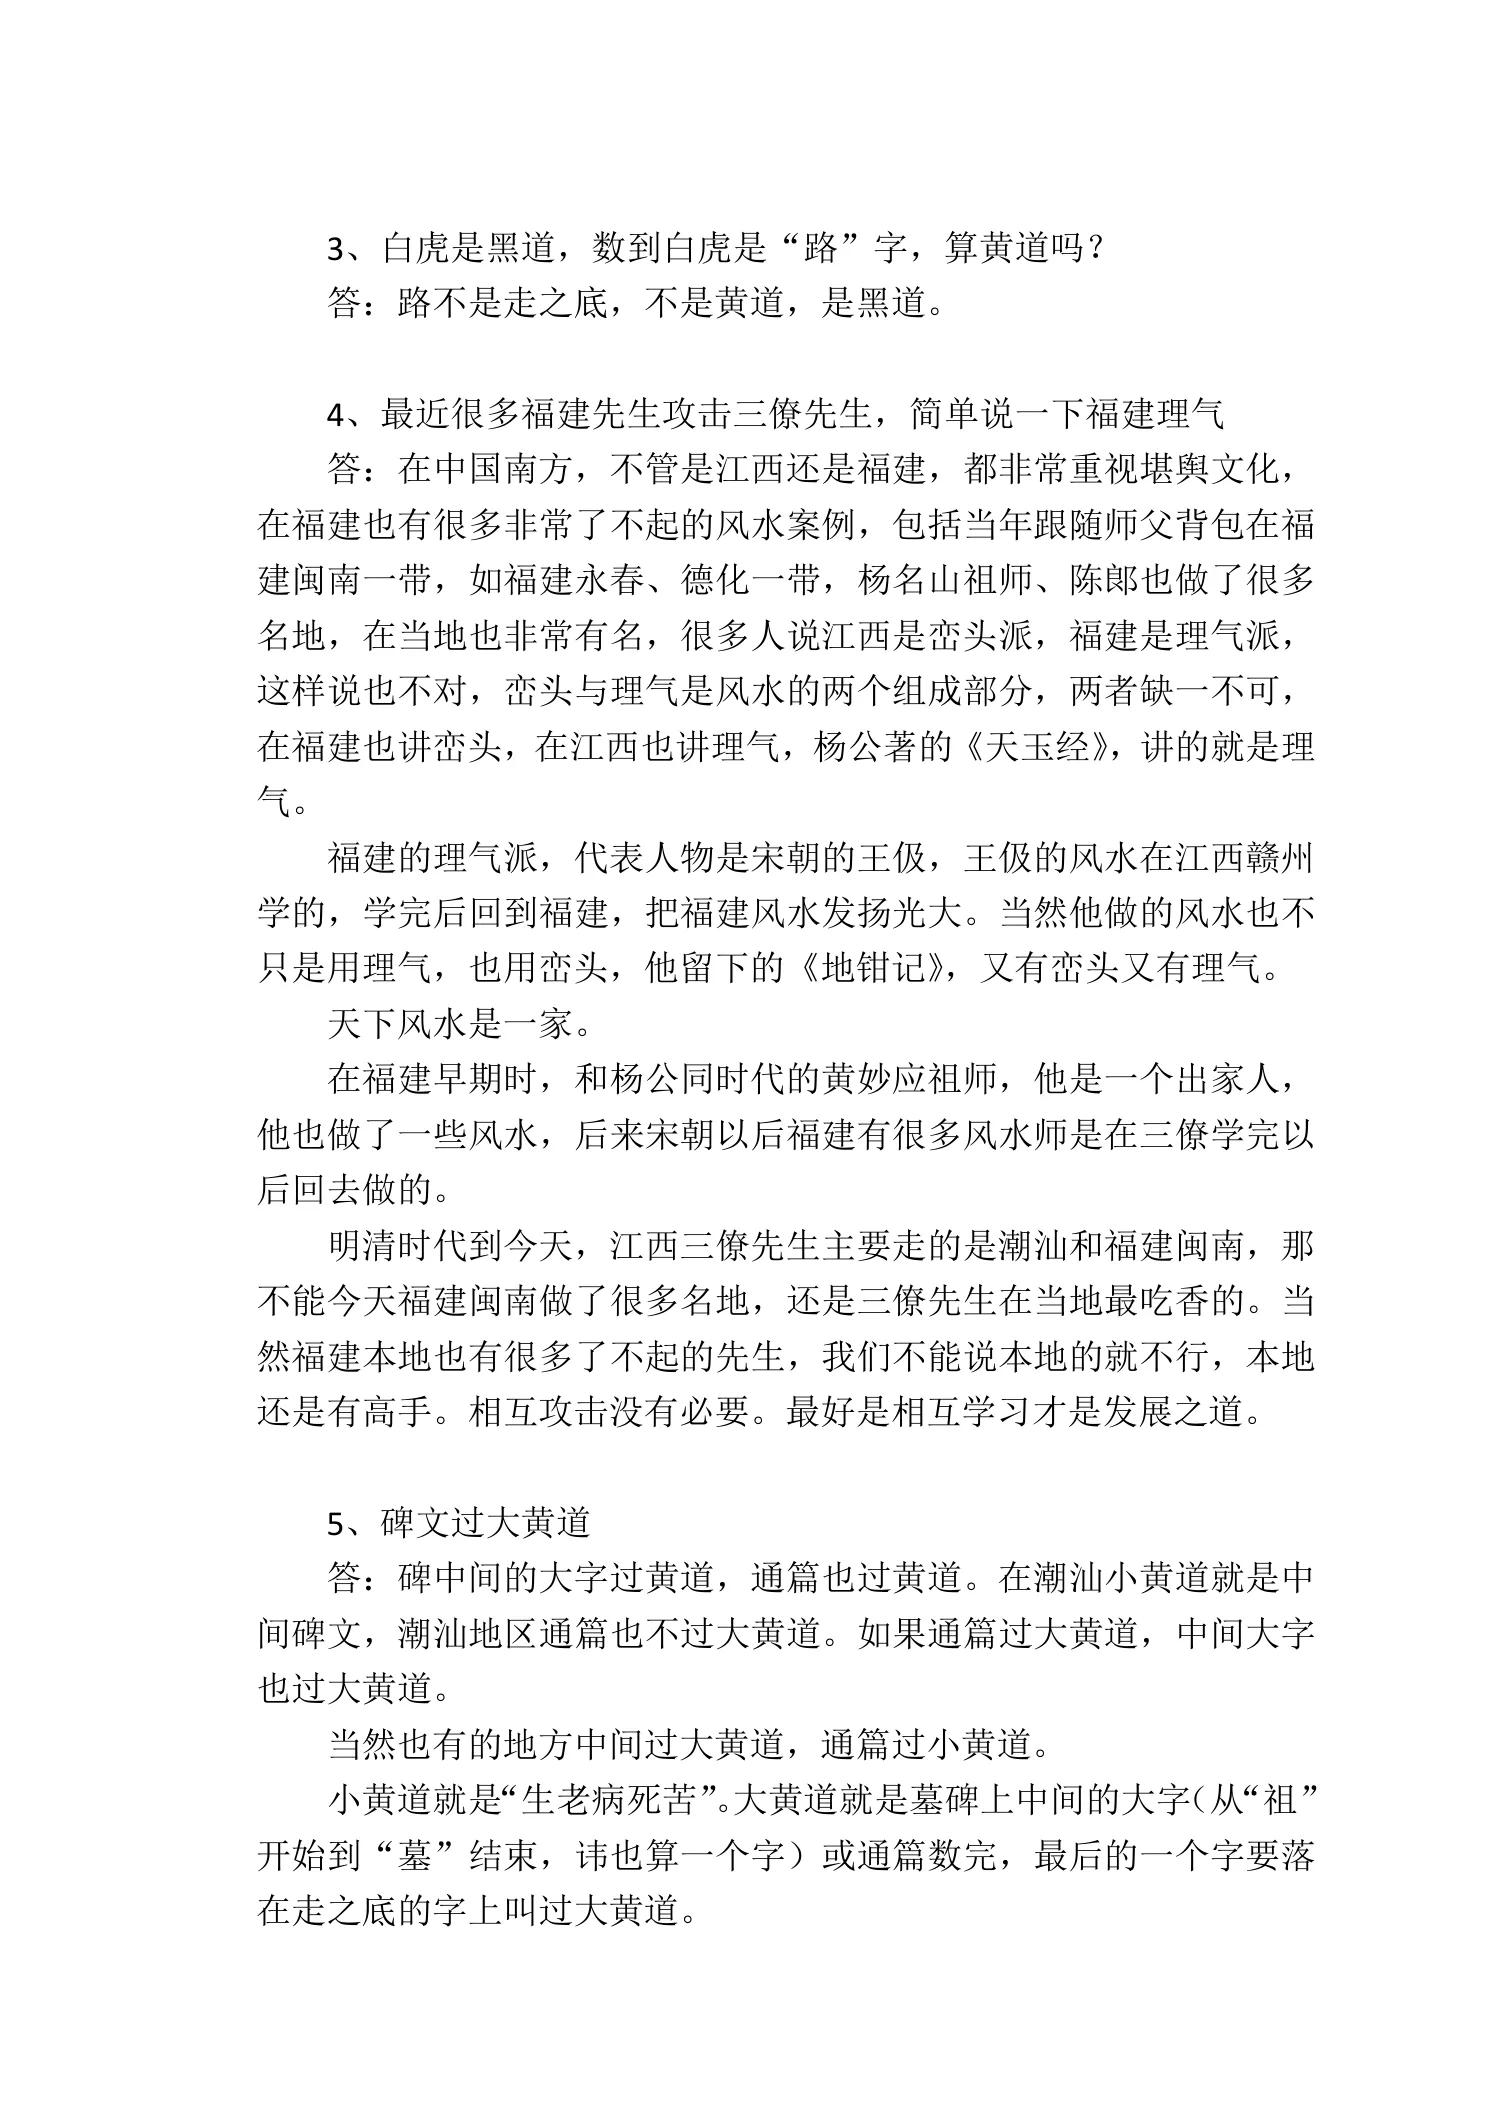 3、白虎是黑道，数到白虎是“路”字，算黄道吗？
答：路不是走之底，不是黄道，是黑道。
4、最近很多福建先生攻击三僚先生，简单说一下福建理气
答：在中国南方，不管是江西还是福建，都非常重视堪舆文化，
在福建也有很多非常了不起的风水案例，包括当年跟随师父背包在福
建闽南一带，如福建永春、德化一带，杨名山祖师、陈郎也做了很多
名地，在当地也非常有名，很多人说江西是峦头派，福建是理气派，
这样说也不对，峦头与理气是风水的两个组成部分，两者缺一不可，
在福建也讲峦头，在江西也讲理气，杨公著的《天玉经》，讲的就是理
气。
福建的理气派，代表人物是宋朝的王伋，王伋的风水在江西赣州
学的，学完后回到福建，把福建风水发扬光大。当然他做的风水也不
只是用理气，也用峦头，他留下的《地钳记》，又有峦头又有理气。
天下风水是一家。
在福建早期时，和杨公同时代的黄妙应祖师，他是一个出家人，
他也做了一些风水，后来宋朝以后福建有很多风水师是在三僚学完以
后回去做的。
明清时代到今天，江西三僚先生主要走的是潮汕和福建闽南，那
不能今天福建闽南做了很多名地，还是三僚先生在当地最吃香的。当
然福建本地也有很多了不起的先生，我们不能说本地的就不行，本地
还是有高手。相互攻击没有必要。最好是相互学习才是发展之道。
5、碑文过大黄道
答：碑中间的大字过黄道，通篇也过黄道。在潮汕小黄道就是中
间碑文，潮汕地区通篇也不过大黄道。如果通篇过大黄道，中间大字
也过大黄道。
当然也有的地方中间过大黄道，通篇过小黄道。
小黄道就是“生老病死苦”。大黄道就是墓碑上中间的大字（从“祖”
开始到“墓”结束，讳也算一个字）或通篇数完，最后的一个字要落
在走之底的字上叫过大黄道。